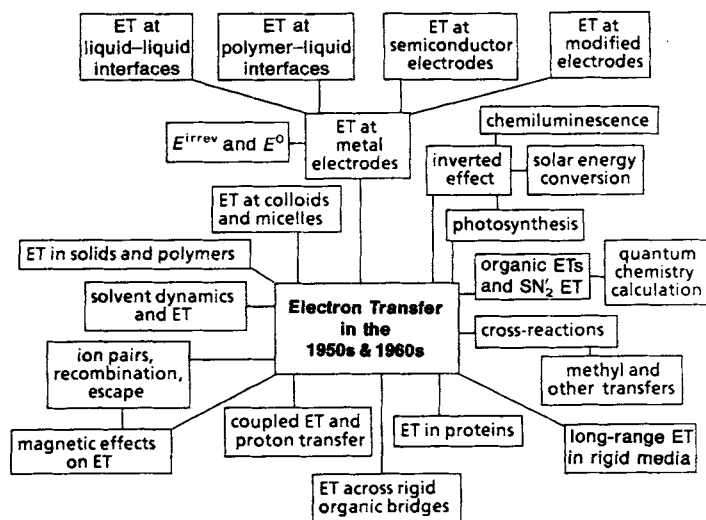 ET at
liquid–liquid
interfaces
ET at
polymer–liquid
interfaces
ET at
semiconductor
electrodes
ET at
modified
electrodes
E^irrev and E^0
ET at
metal
electrodes
chemiluminescence
inverted
effect
solar energy
conversion
ET at colloids
and micelles
photosynthesis
ET in solids and polymers
organic ETs
and SN′2 ET
quantum
chemistry
calculation
solvent dynamics
and ET
Electron Transfer
in the
1950s & 1960s
cross-reactions
ion pairs,
recombination,
escape
methyl and
other transfers
magnetic effects
on ET
coupled ET and
proton transfer
ET in proteins
long-range ET
in rigid media
ET across rigid
organic bridges